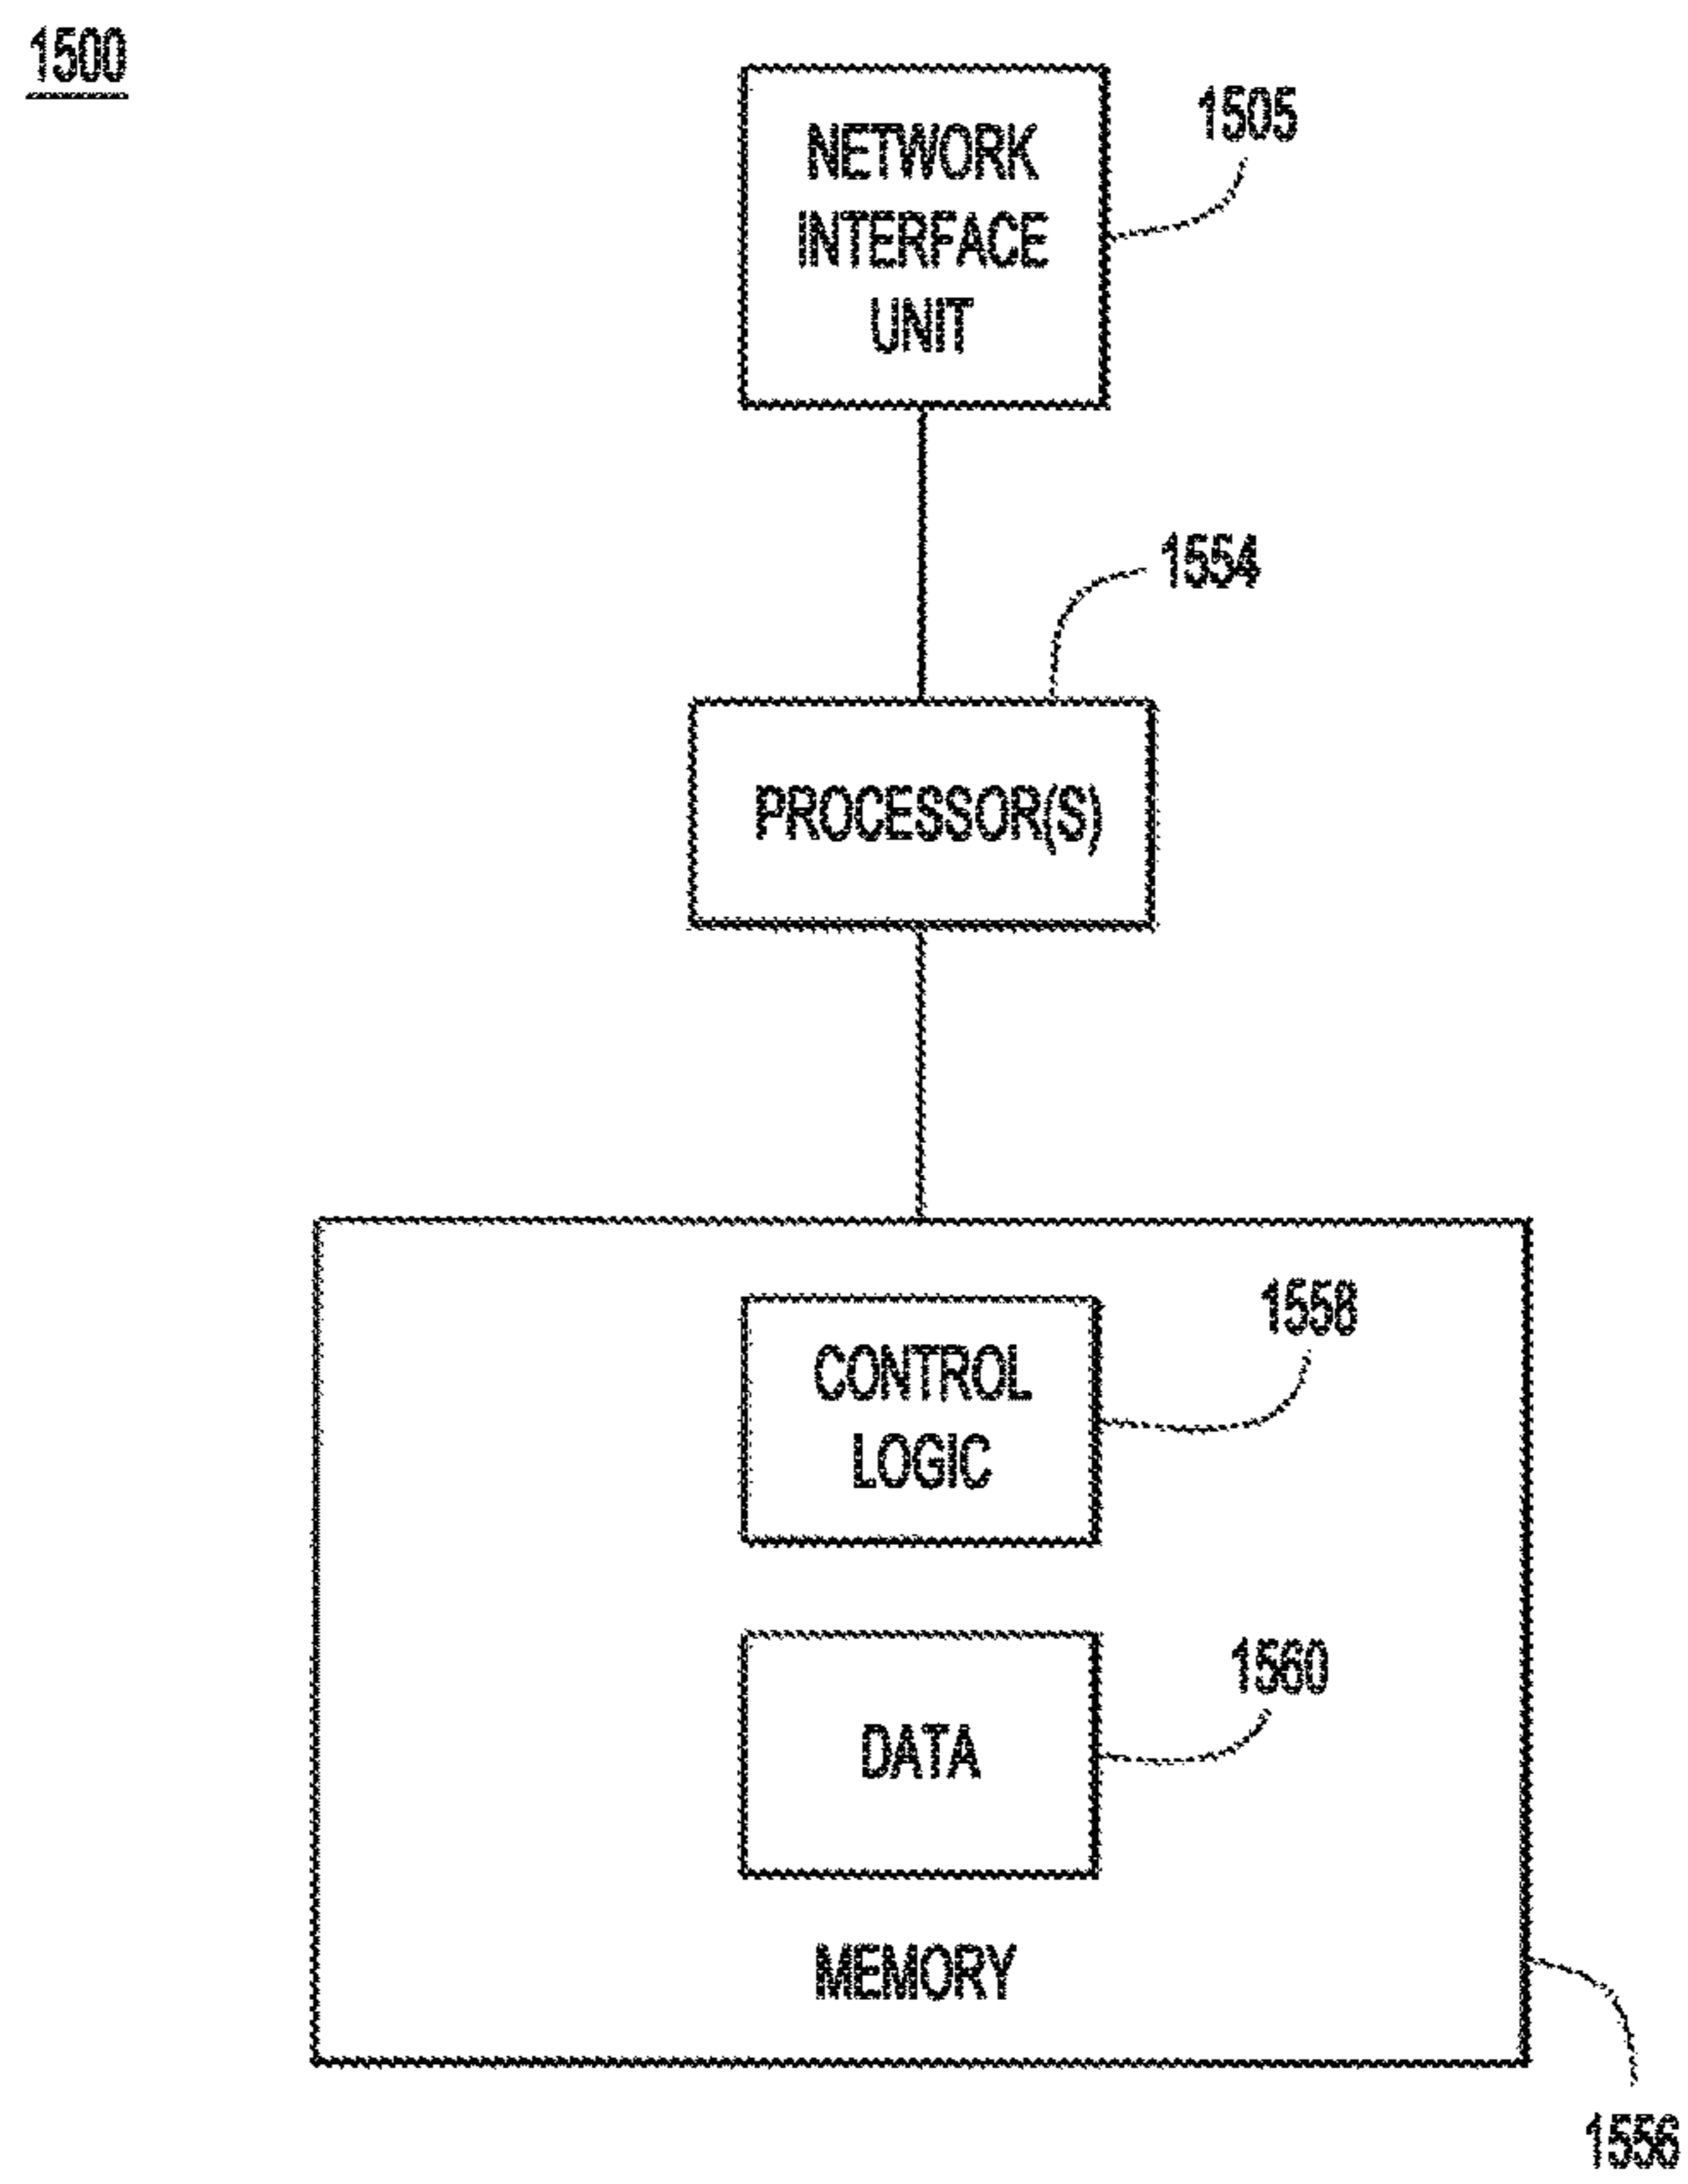 1500
NETWORK
INTERFACE
UNIT
1505
1554
PROCESSOR(S)
CONTROL
LOGIC
1558
DATA
1560
MEMORY
1556